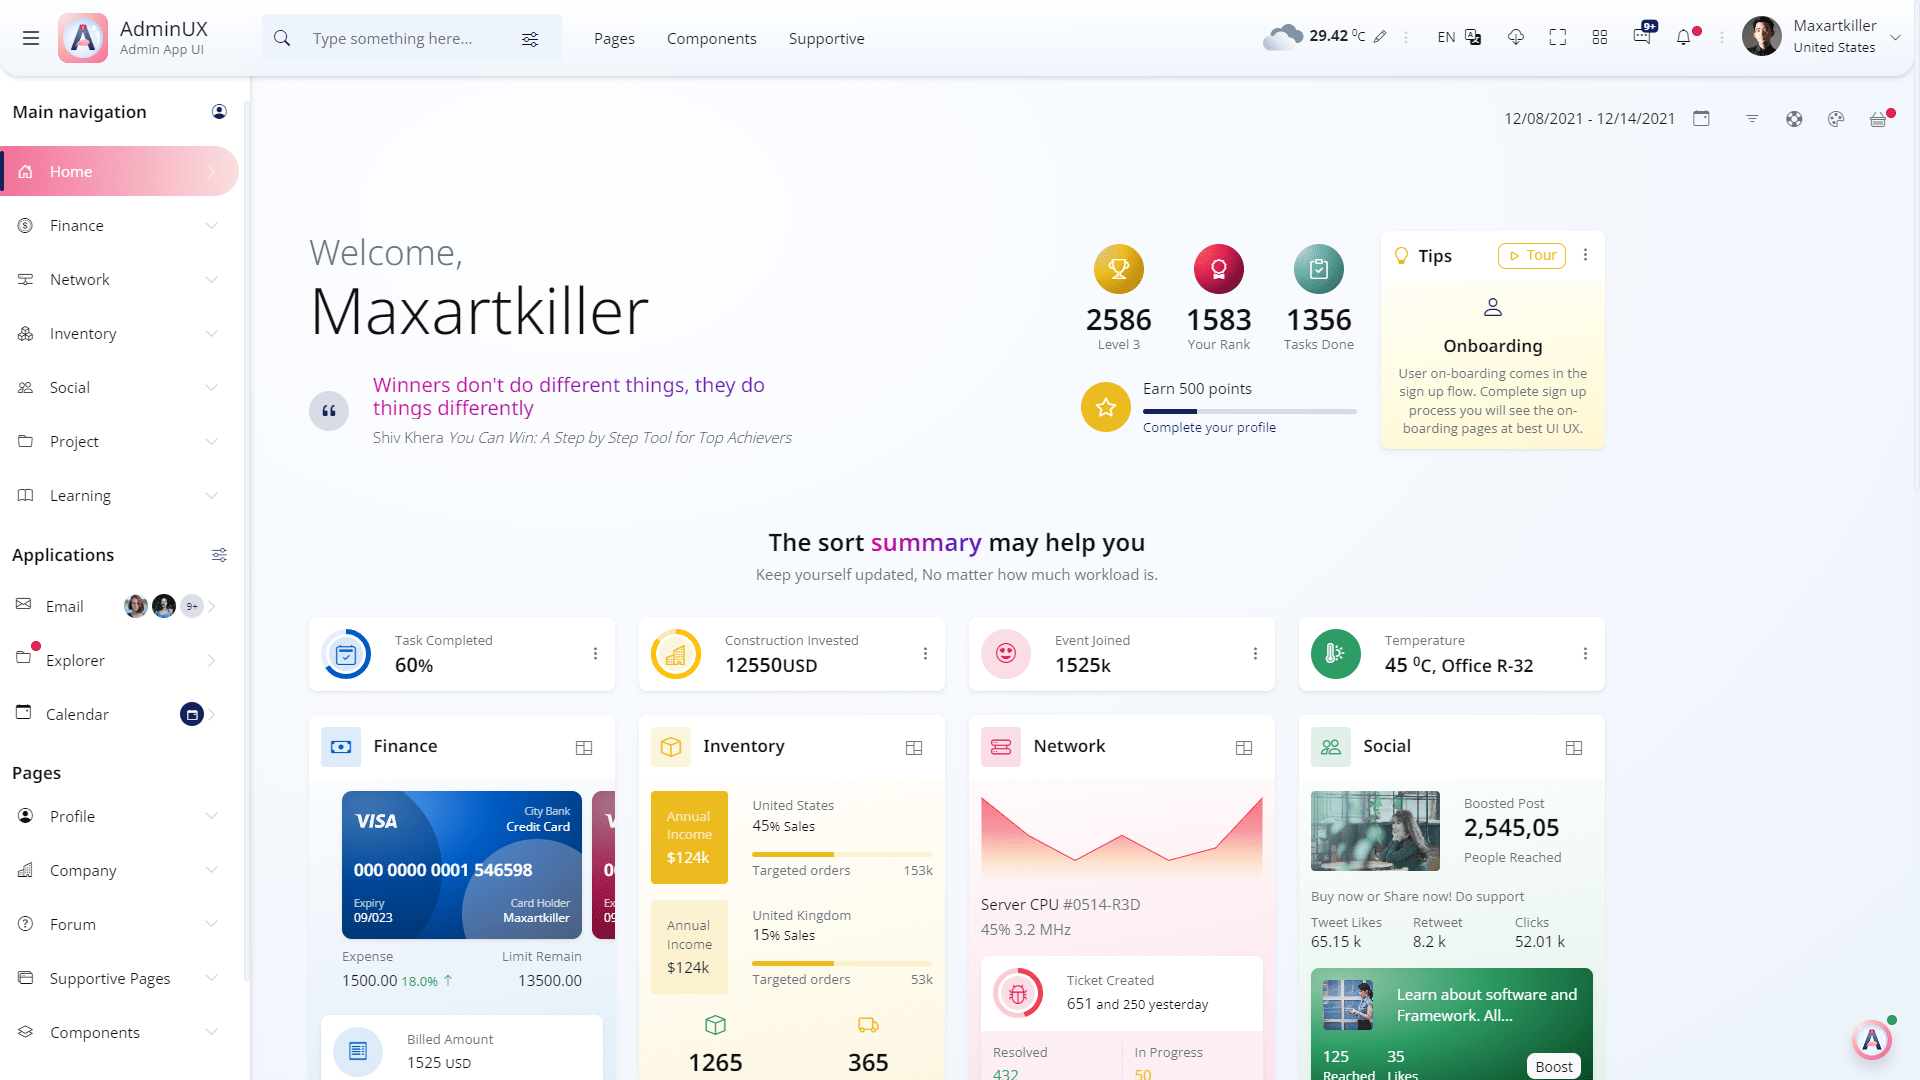 AdminUX
Admin App UI
Type something here...
Pages
Components
Supportive
29.42 ⁰C
EN
9+
Maxartkiller
United States
Main navigation
Home
Finance
Network
Inventory
Social
Project
Learning
Applications
Email
9+
Explorer
Calendar
Pages
Profile
Company
Forum
Supportive Pages
Components
12/08/2021 - 12/14/2021
Welcome,
Maxartkiller
Winners don't do different things, they do
things differently
Shiv Khera You Can Win: A Step by Step Tool for Top Achievers
2586
Level 3
1583
Your Rank
1356
Tasks Done
Earn 500 points
Complete your profile
Tips
Tour
Onboarding
User on-boarding comes in the
sign up flow. Complete sign up
process you will see the on-
boarding pages at best UI UX.
The sort summary may help you
Keep yourself updated, No matter how much workload is.
Task Completed
60%
Construction Invested
12550USD
Event Joined
1525k
Temperature
45 ⁰C, Office R-32
Finance
VISA
City Bank
Credit Card
000 0000 0001 546598
Expiry
09/023
Card Holder
Maxartkiller
Expense
1500.00 18.0%
Limit Remain
13500.00
Billed Amount
1525 USD
Inventory
Annual
Income
$124k
United States
45% Sales
Targeted orders
153k
Annual
Income
$124k
United Kingdom
15% Sales
Targeted orders
53k
1265
365
Network
Server CPU #0514-R3D
45% 3.2 MHz
Ticket Created
651 and 250 yesterday
Resolved
432
In Progress
50
Social
Boosted Post
2,545,05
People Reached
Buy now or Share now! Do support
Tweet Likes
65.15 k
Retweet
8.2 k
Clicks
52.01 k
Learn about software and
Framework. All...
125
Reached
35
Likes
Boost